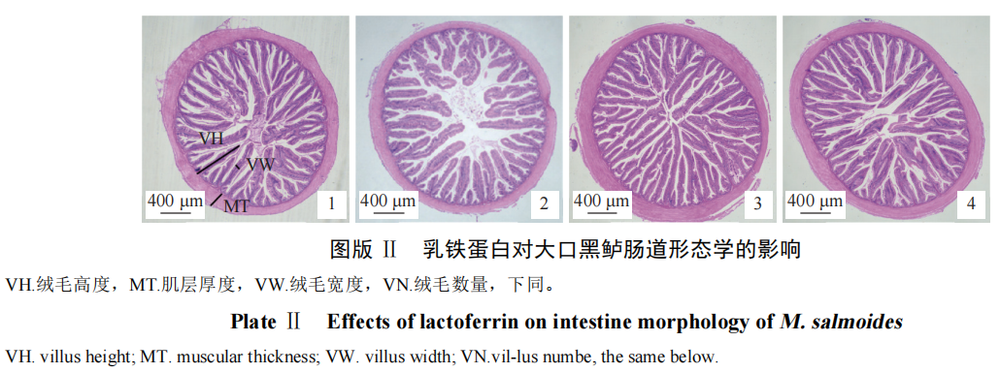 VH
VW
MT
400 μm
1
400 μm
2
400 μm
3
400 μm
4
图版 Ⅱ 乳铁蛋白对大口黑鲈肠道形态学的影响
VH.绒毛高度，MT.肌层厚度，VW.绒毛宽度，VN.绒毛数量，下同。
Plate Ⅱ Effects of lactoferrin on intestine morphology of M. salmoides
VH. villus height; MT. muscular thickness; VW. villus width; VN.vil-lus numbe, the same below.